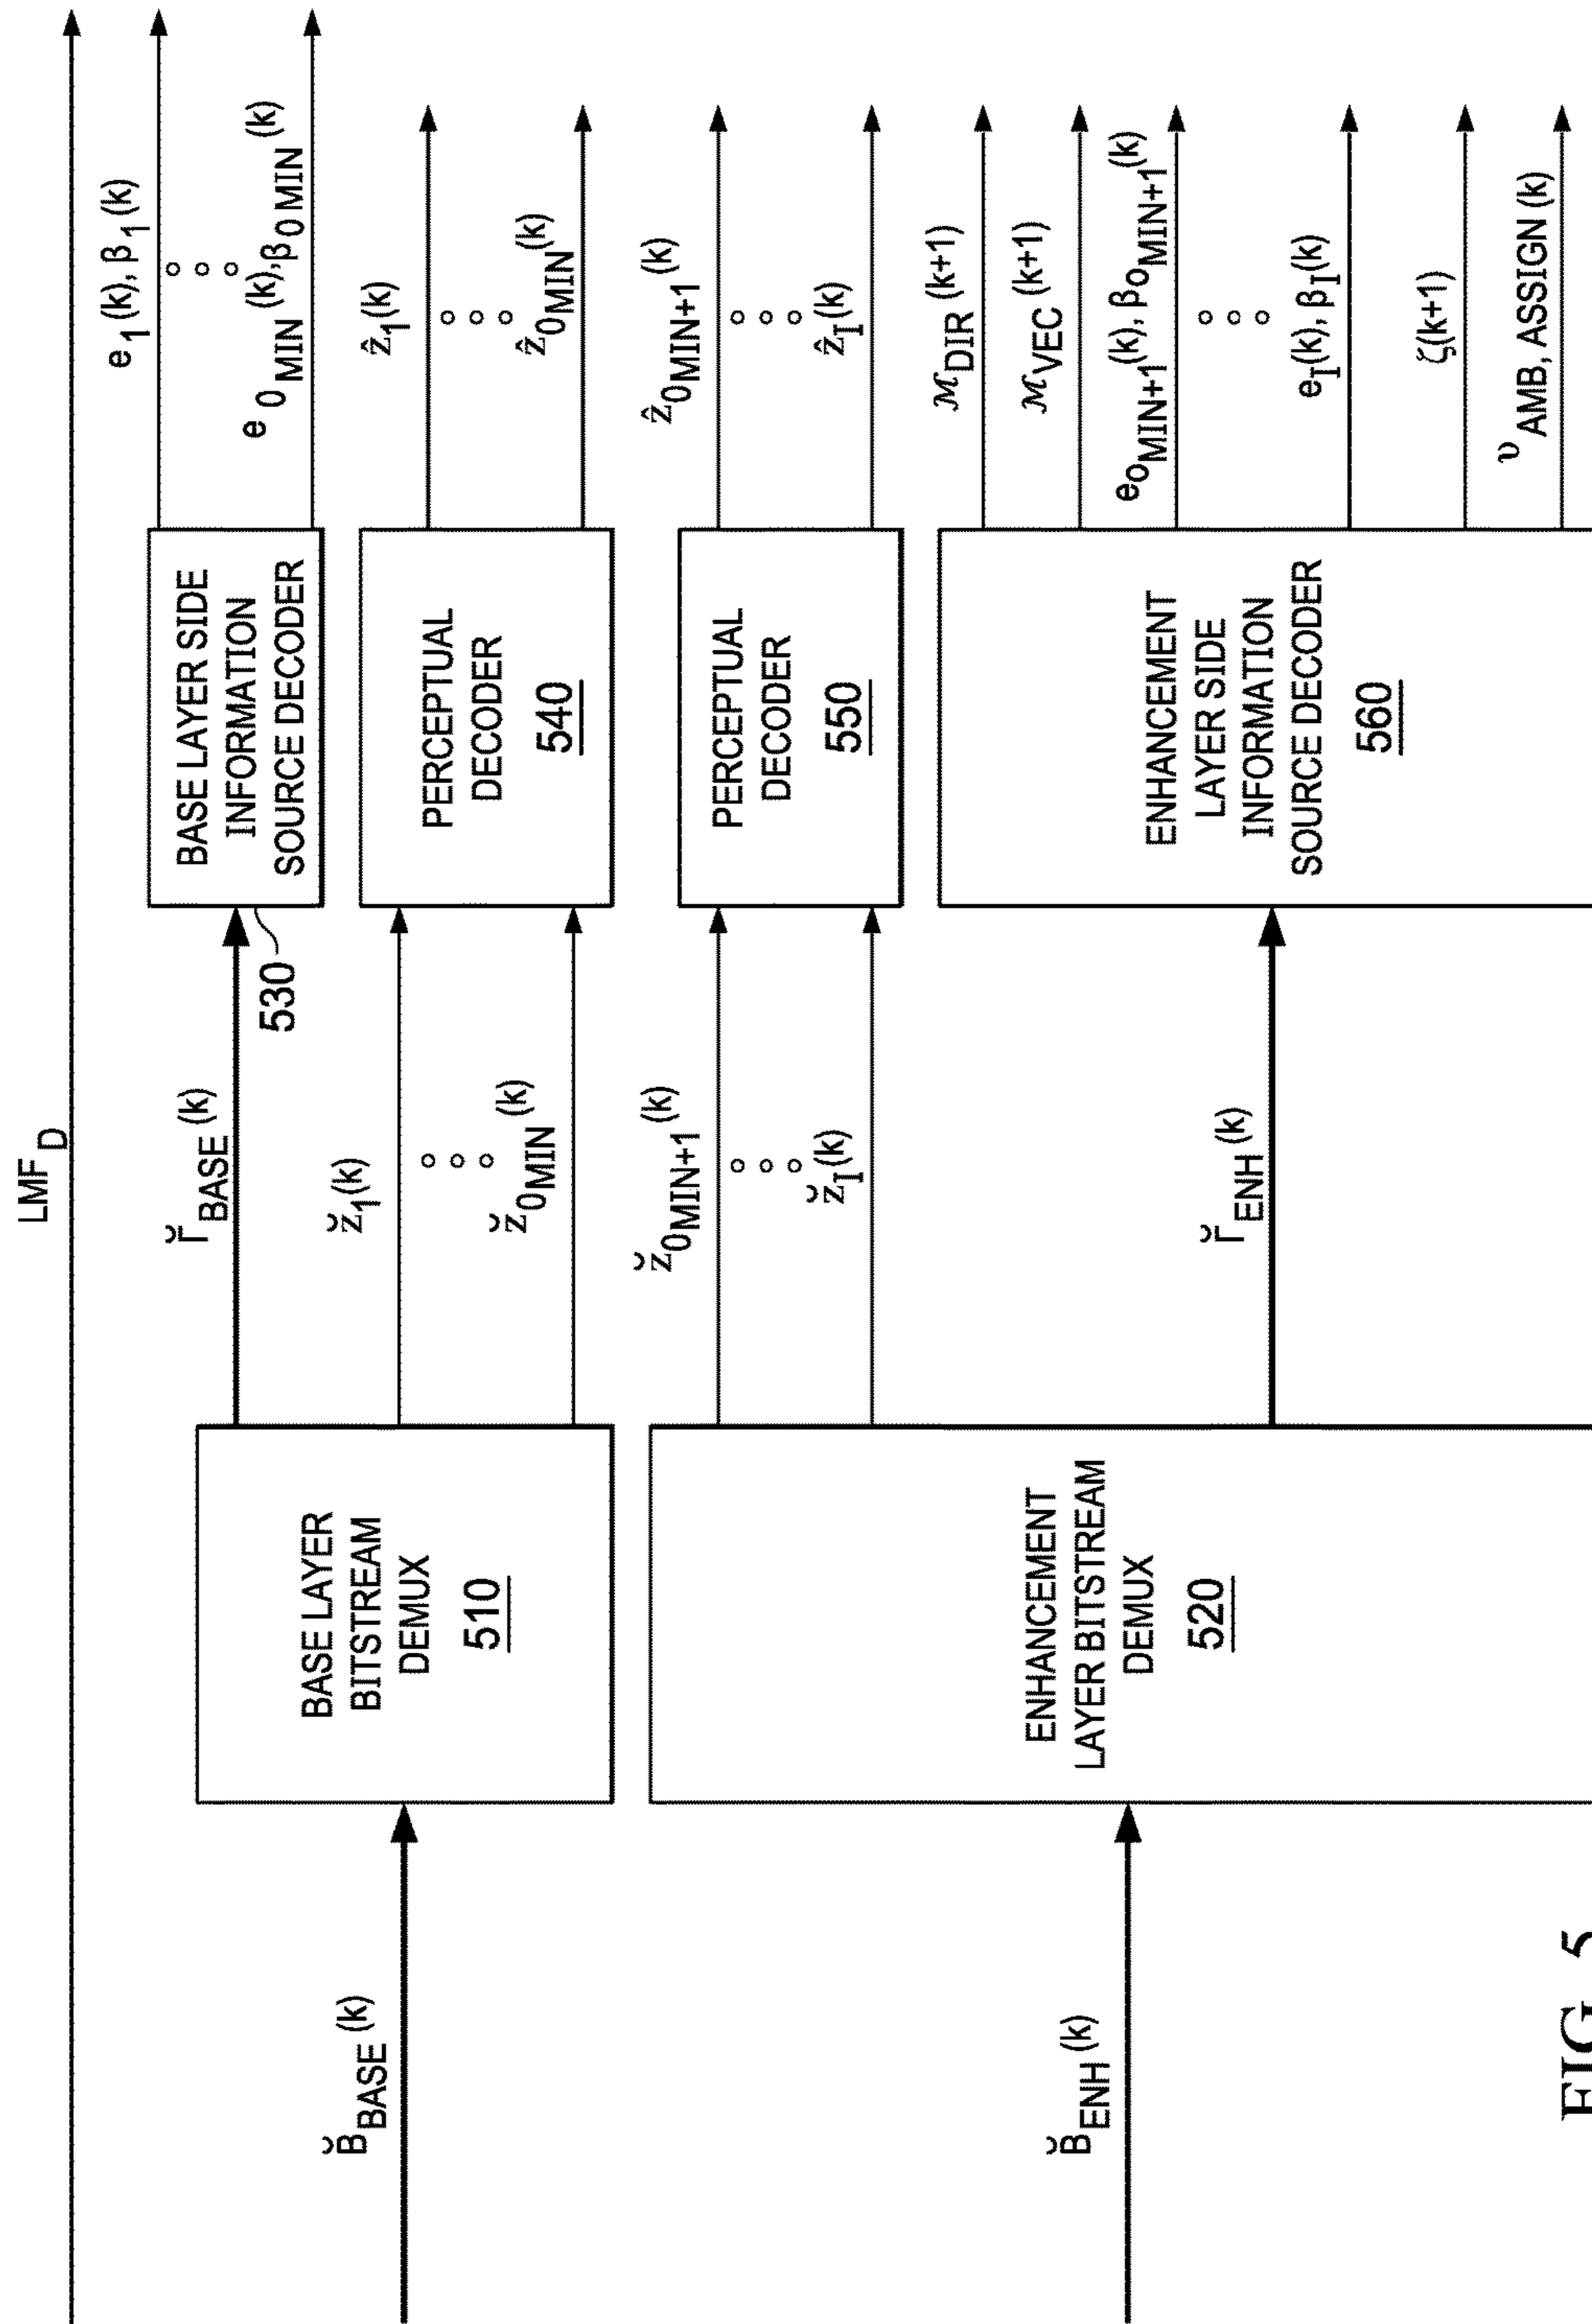 LMF_D
B̆_BASE(k)
BASE LAYER
BITSTREAM
DEMUX
510
Γ̆_BASE(k)
530
z̆_1(k)
z̆_0MIN(k)
BASE LAYER SIDE
INFORMATION
SOURCE DECODER
e_1(k), β_1(k)
e_0MIN(k), β_0MIN(k)
PERCEPTUAL
DECODER
540
ẑ_1(k)
ẑ_0MIN(k)
B̆_ENH(k)
ENHANCEMENT
LAYER BITSTREAM
DEMUX
520
z̆_0MIN+1(k)
z̆_I(k)
Γ̆_ENH(k)
PERCEPTUAL
DECODER
550
ẑ_0MIN+1(k)
ẑ_I(k)
ENHANCEMENT
LAYER SIDE
INFORMATION
SOURCE DECODER
560
ℳ_DIR(k+1)
ℳ_VEC(k+1)
e_0MIN+1(k), β_0MIN+1(k)
e_I(k), β_I(k)
ζ(k+1)
υ_AMB, ASSIGN(k)
FIG. 5